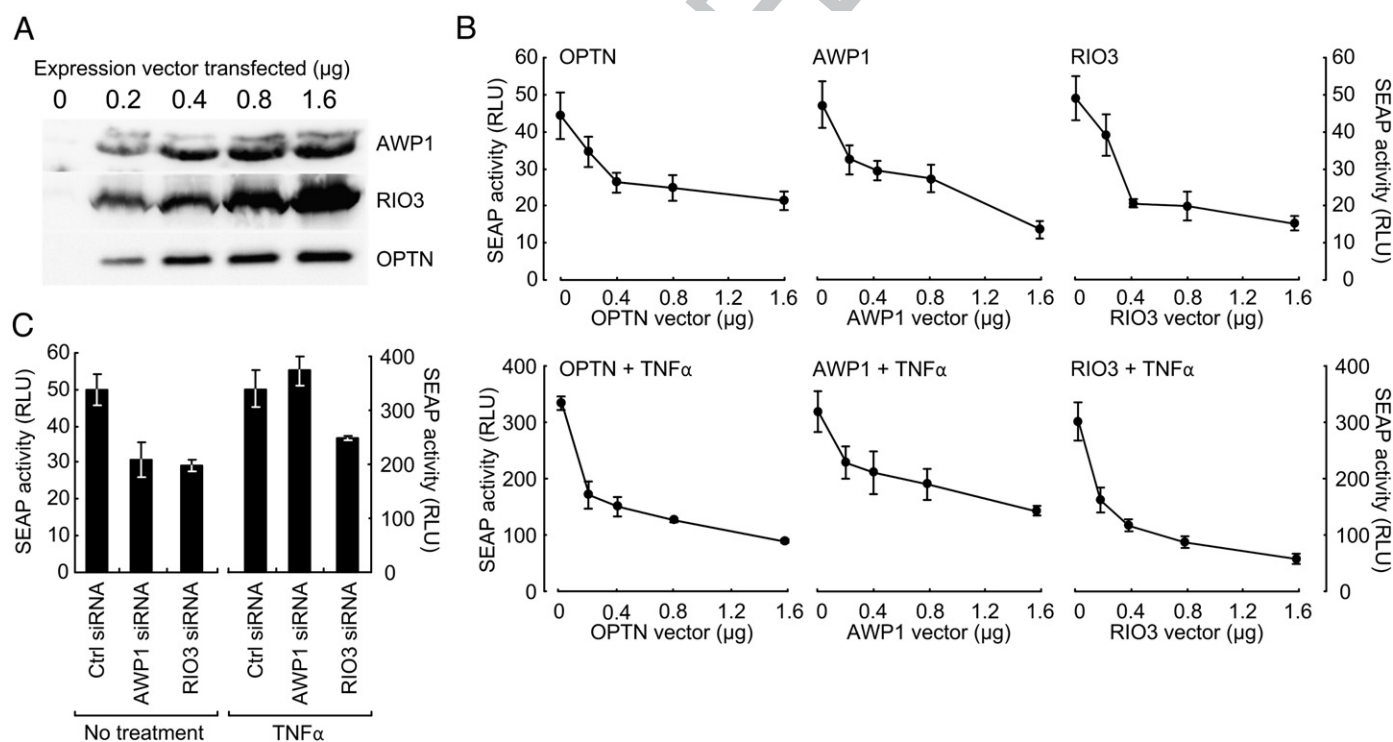 A
Expression vector transfected (µg)
0 0.2 0.4 0.8 1.6
AWP1
RIO3
OPTN
B
OPTN
AWP1
RIO3
SEAP activity (RLU)
60
50
40
30
20
10
0
60
50
40
30
20
10
0
SEAP activity (RLU)
0 0.4 0.8 1.2 1.6
OPTN vector (µg)
0 0.4 0.8 1.2 1.6
AWP1 vector (µg)
0 0.4 0.8 1.2 1.6
RIO3 vector (µg)
OPTN + TNFα
AWP1 + TNFα
RIO3 + TNFα
SEAP activity (RLU)
400
300
200
100
0
400
300
200
100
0
SEAP activity (RLU)
0 0.4 0.8 1.2 1.6
OPTN vector (µg)
0 0.4 0.8 1.2 1.6
AWP1 vector (µg)
0 0.4 0.8 1.2 1.6
RIO3 vector (µg)
C
SEAP activity (RLU)
60
50
40
30
20
10
0
400
300
200
100
0
SEAP activity (RLU)
Ctrl siRNA
AWP1 siRNA
RIO3 siRNA
Ctrl siRNA
AWP1 siRNA
RIO3 siRNA
No treatment
TNFα